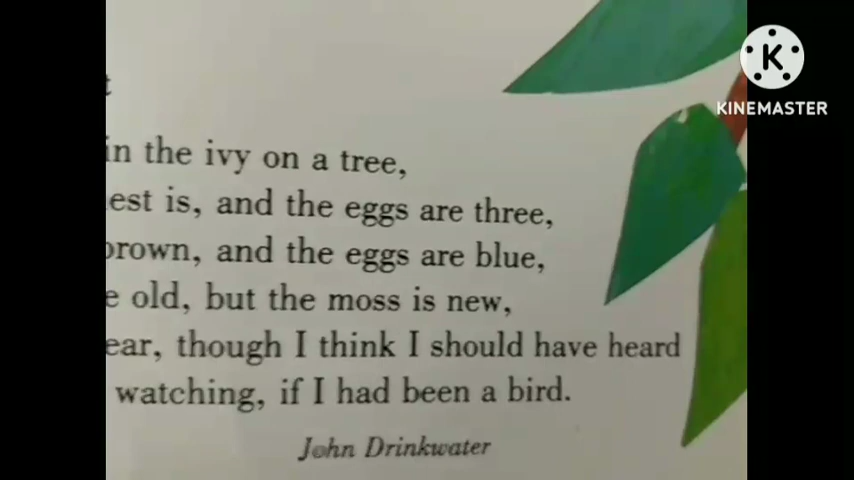 in the ivy on a tree,
est is, and the eggs are three,
brown, and the eggs are blue,
e old, but the moss is new,
ear, though I think I should have heard
watching, if I had been a bird.
John Drinkwater
KINEMASTER